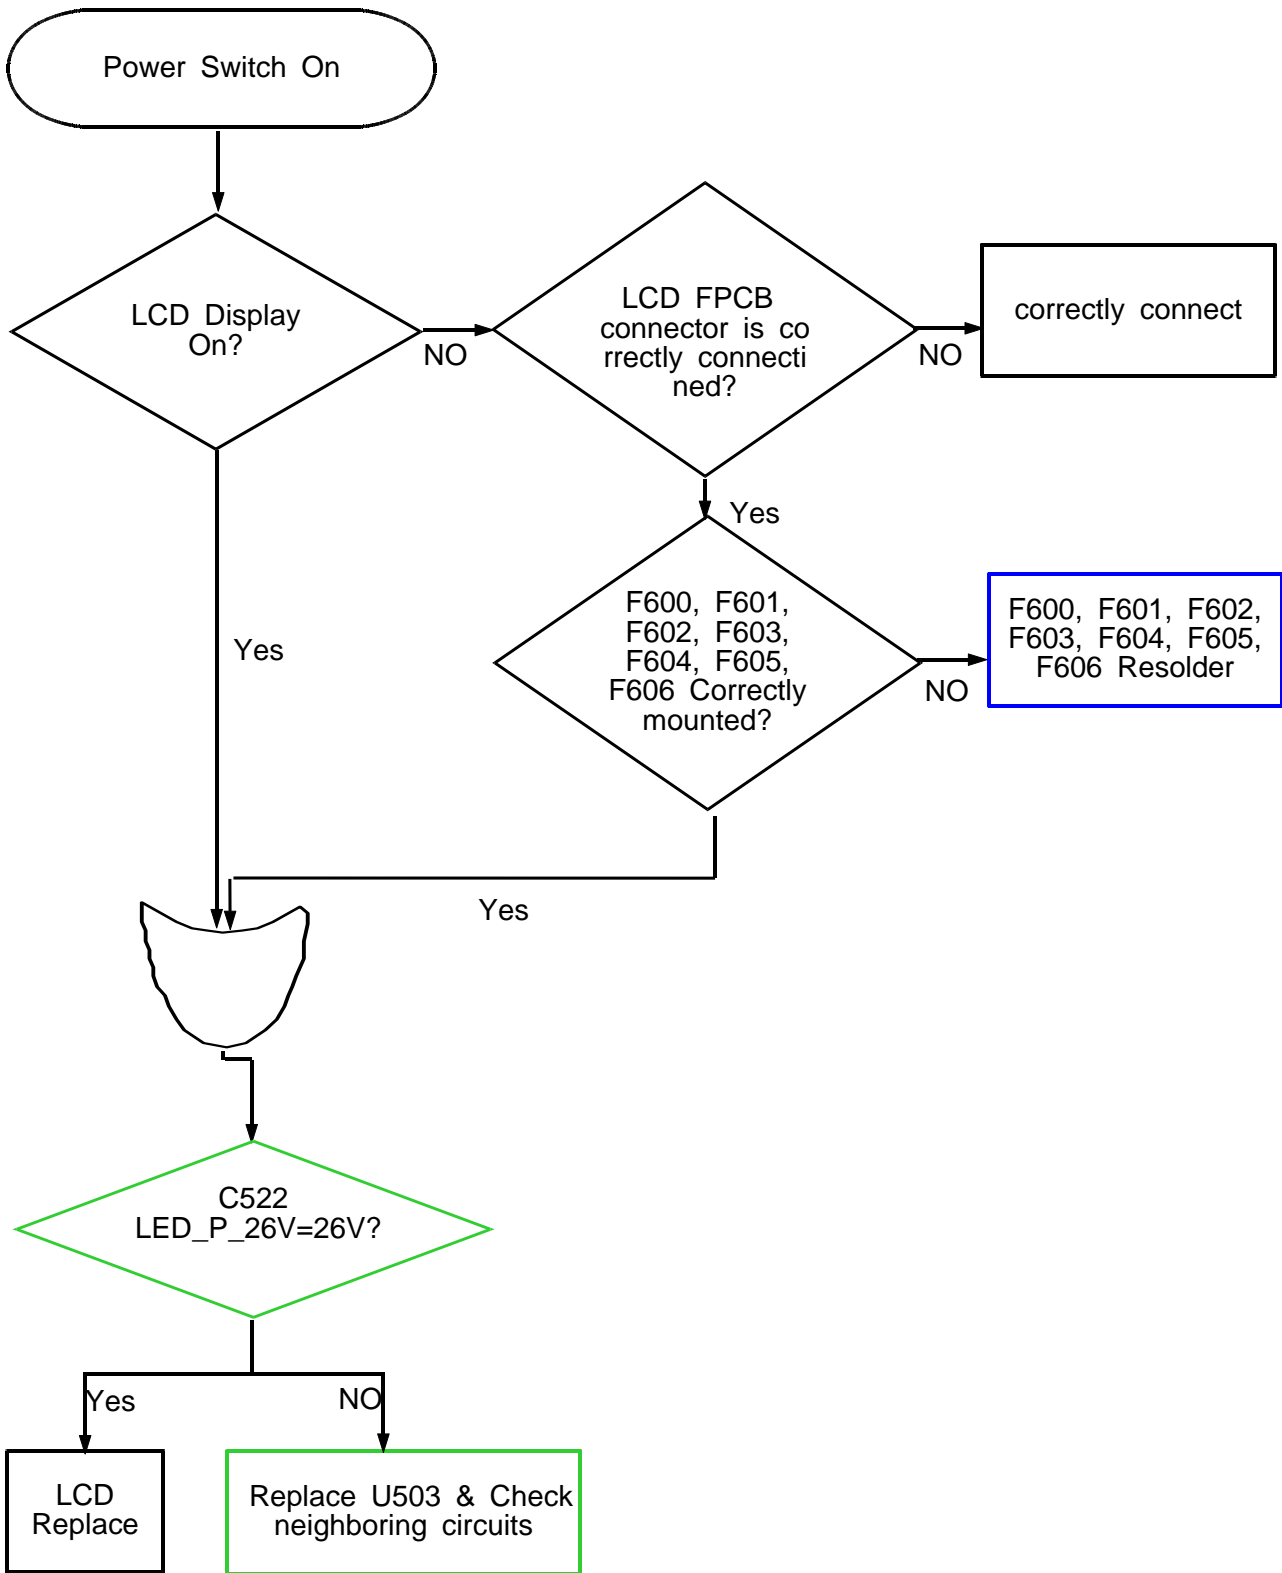 Power Switch On
LCD Display
On?
NO
LCD FPCB
connector is co
rrectly connecti
ned?
NO
correctly connect
Yes
F600, F601,
F602, F603,
F604, F605,
F606 Correctly
mounted?
NO
F600, F601, F602,
F603, F604, F605,
F606 Resolder
Yes
Yes
C522
LED_P_26V=26V?
Yes
NO
LCD
Replace
Replace U503 & Check
neighboring circuits